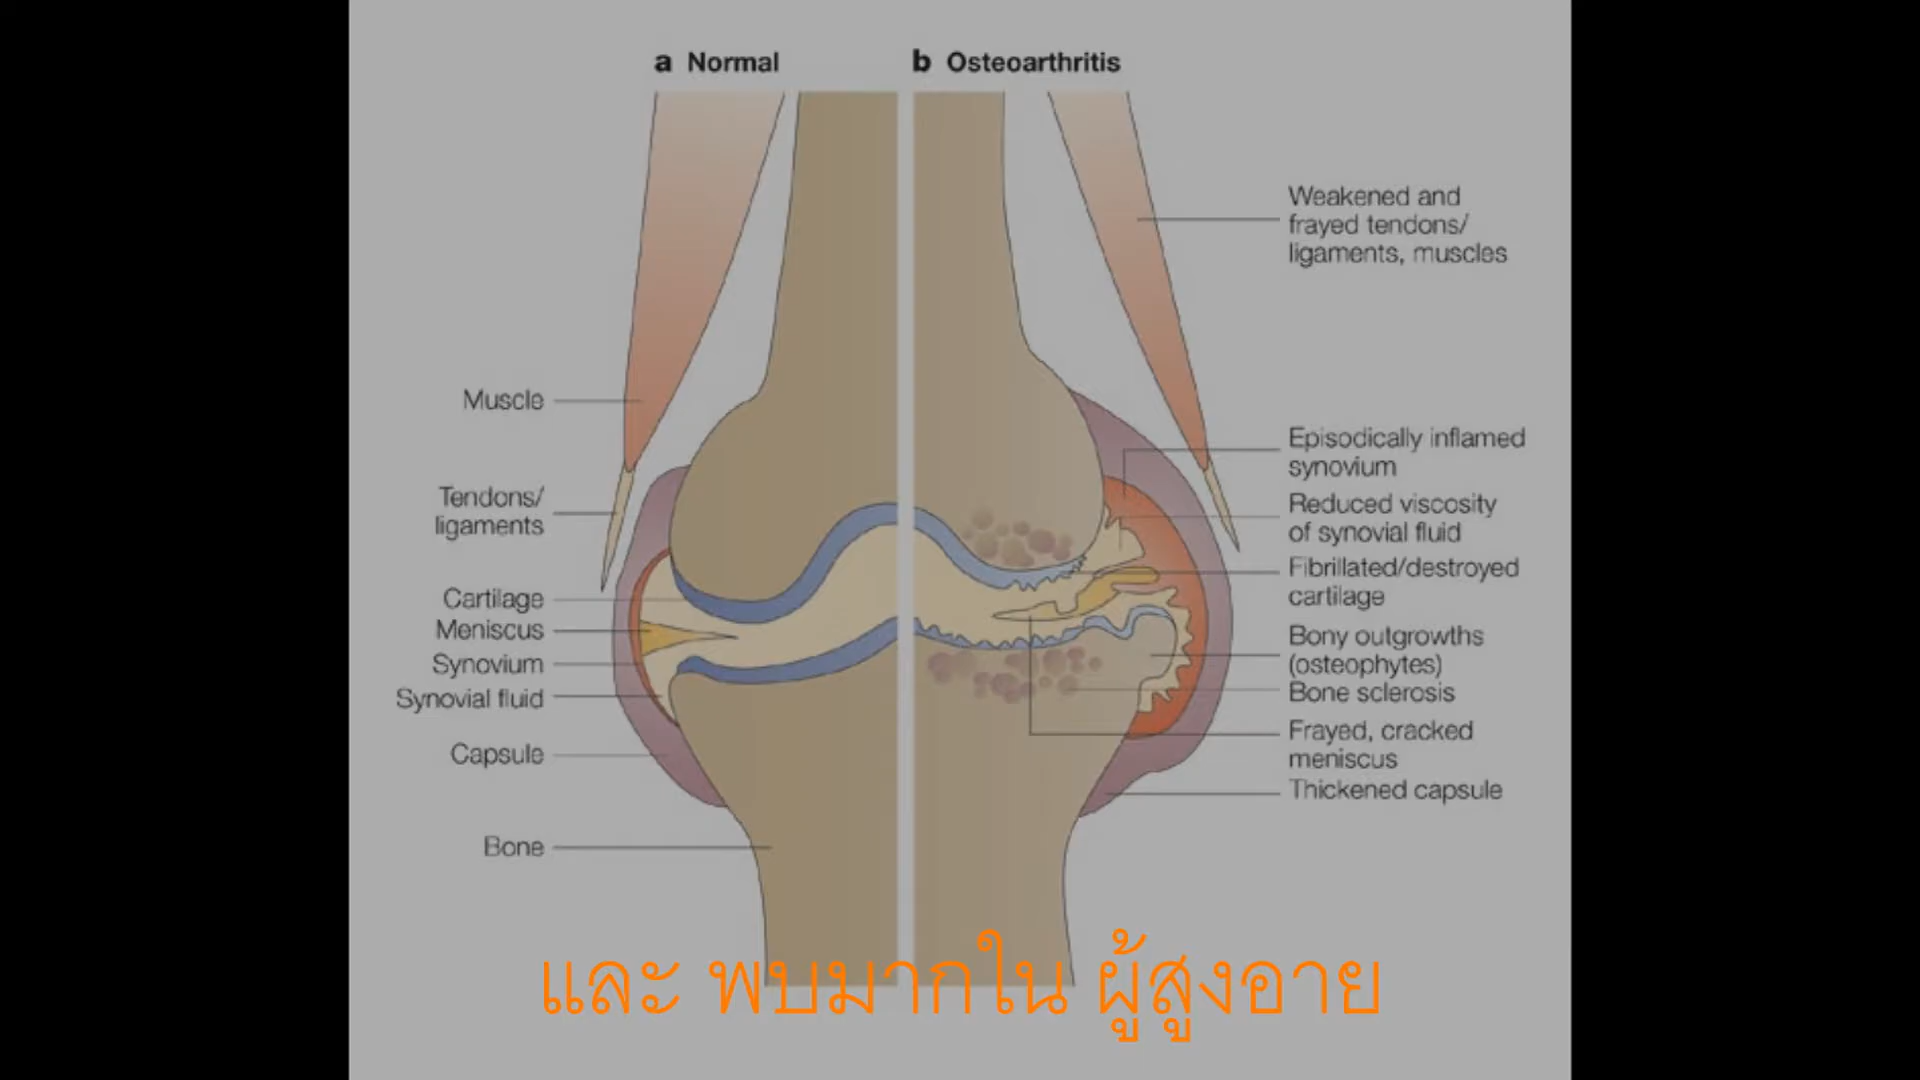 a Normal
b Osteoarthritis
Weakened and
frayed tendons/
ligaments, muscles
Muscle
Tendons/
ligaments
Cartilage
Meniscus
Synovium
Synovial fluid
Capsule
Bone
Episodically inflamed
synovium
Reduced viscosity
of synovial fluid
Fibrillated/destroyed
cartilage
Bony outgrowths
(osteophytes)
Bone sclerosis
Frayed, cracked
meniscus
Thickened capsule
และ พบมากใน ผู้สูงอาย